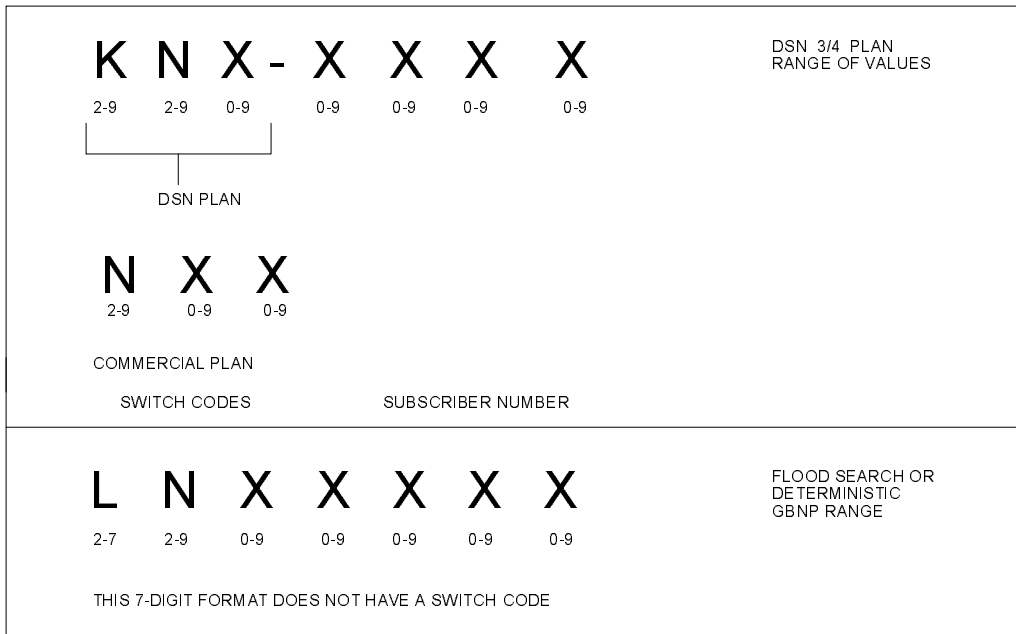 K N X - X X X X
DSN 3/4 PLAN
RANGE OF VALUES
2-9 2-9 0-9 0-9 0-9 0-9 0-9
DSN PLAN
N X X
2-9 0-9 0-9
COMMERCIAL PLAN
SWITCH CODES SUBSCRIBER NUMBER
L N X X X X X
FLOOD SEARCH OR
DETERMINISTIC
GBNP RANGE
2-7 2-9 0-9 0-9 0-9 0-9 0-9
THIS 7-DIGIT FORMAT DOES NOT HAVE A SWITCH CODE